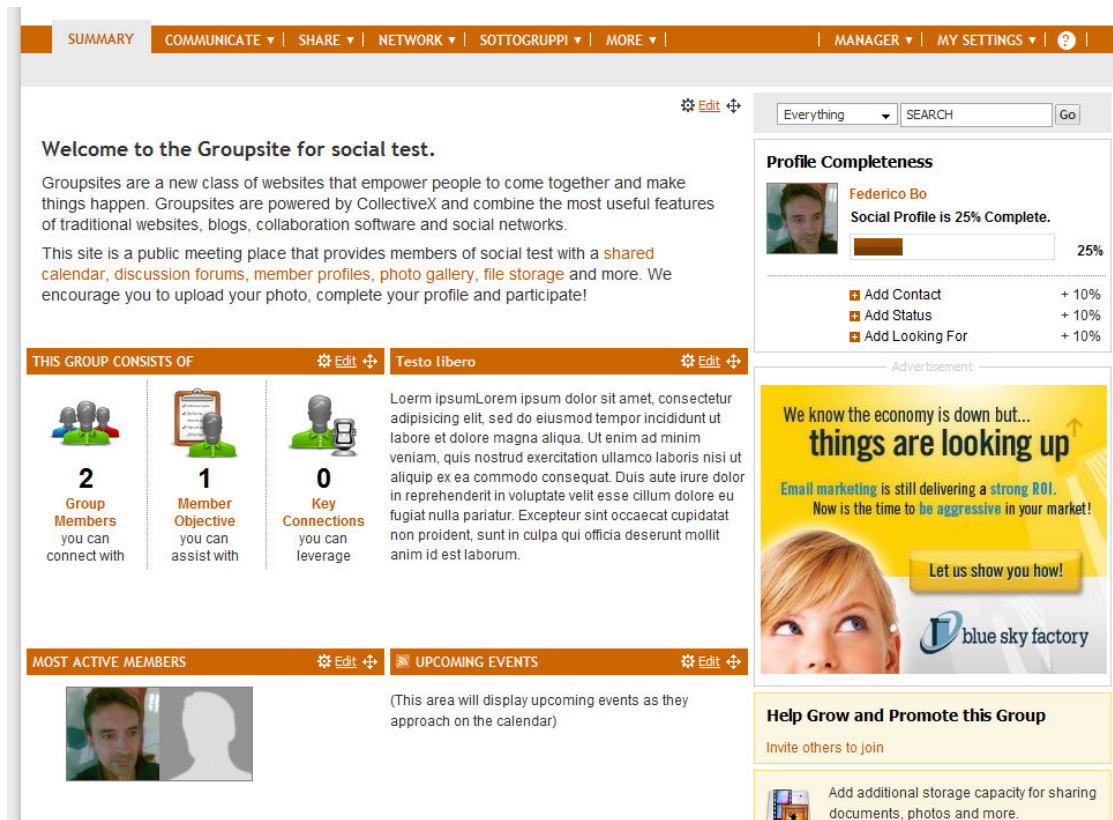 SUMMARY
COMMUNICATE
SHARE
NETWORK
SOTTOGRUPPI
MORE
MANAGER
MY SETTINGS
?
Edit
Welcome to the Groupsite for social test.
Groupsites are a new class of websites that empower people to come together and make
things happen. Groupsites are powered by CollectiveX and combine the most useful features
of traditional websites, blogs, collaboration software and social networks.
This site is a public meeting place that provides members of social test with a shared
calendar, discussion forums, member profiles, photo gallery, file storage and more. We
encourage you to upload your photo, complete your profile and participate!
THIS GROUP CONSISTS OF
Edit
2
Group
Members
you can
connect with
1
Member
Objective
you can
assist with
0
Key
Connections
you can
leverage
Testo libero
Edit
Loerm ipsumLorem ipsum dolor sit amet, consectetur
adipisicing elit, sed do eiusmod tempor incididunt ut
labore et dolore magna aliqua. Ut enim ad minim
veniam, quis nostrud exercitation ullamco laboris nisi ut
aliquip ex ea commodo consequat. Duis aute irure dolor
in reprehenderit in voluptate velit esse cillum dolore eu
fugiat nulla pariatur. Excepteur sint occaecat cupidatat
non proident, sunt in culpa qui officia deserunt mollit
anim id est laborum.
MOST ACTIVE MEMBERS
Edit
UPCOMING EVENTS
Edit
(This area will display upcoming events as they
approach on the calendar)
Everything
SEARCH
Go
Profile Completeness
Federico Bo
Social Profile is 25% Complete.
25%
Add Contact + 10%
Add Status + 10%
Add Looking For + 10%
Advertisement
We know the economy is down but...
things are looking up
Email marketing is still delivering a strong ROI.
Now is the time to be aggressive in your market!
Let us show you how!
blue sky factory
Help Grow and Promote this Group
Invite others to join
Add additional storage capacity for sharing
documents, photos and more.